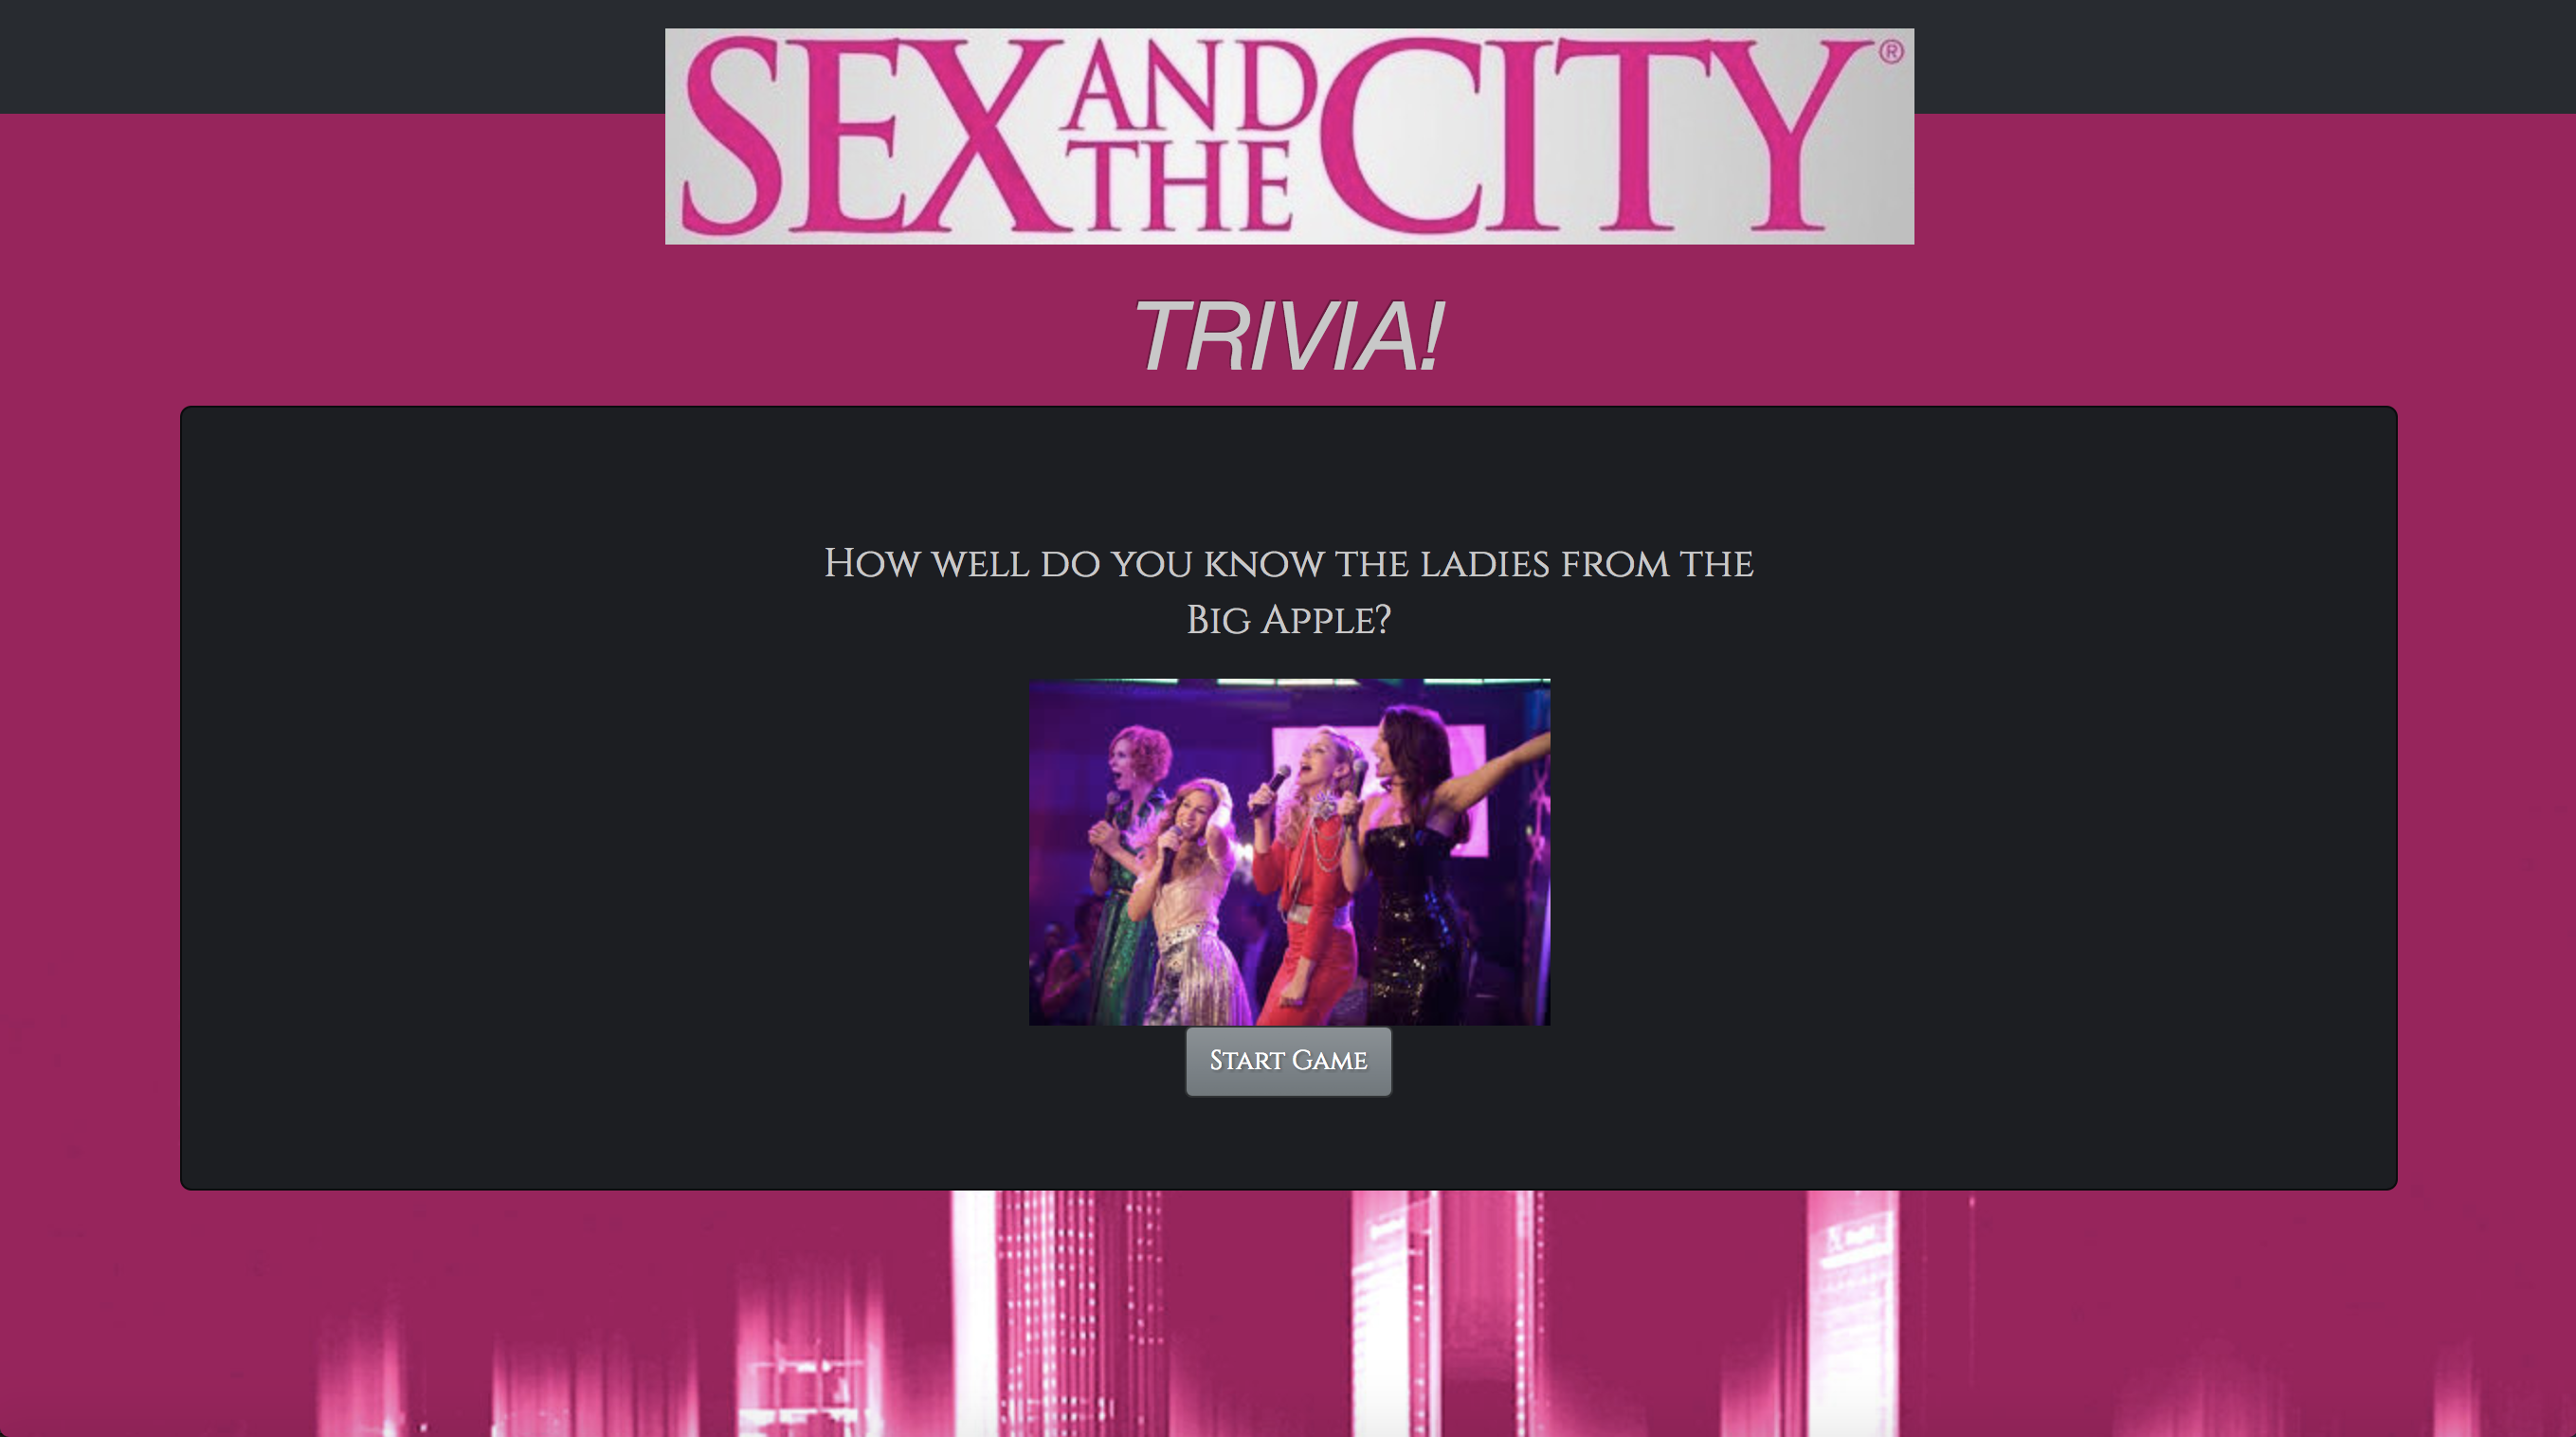 SEX AND THE CITY®
TRIVIA!
How well do you know the ladies from the
Big Apple?
Start Game